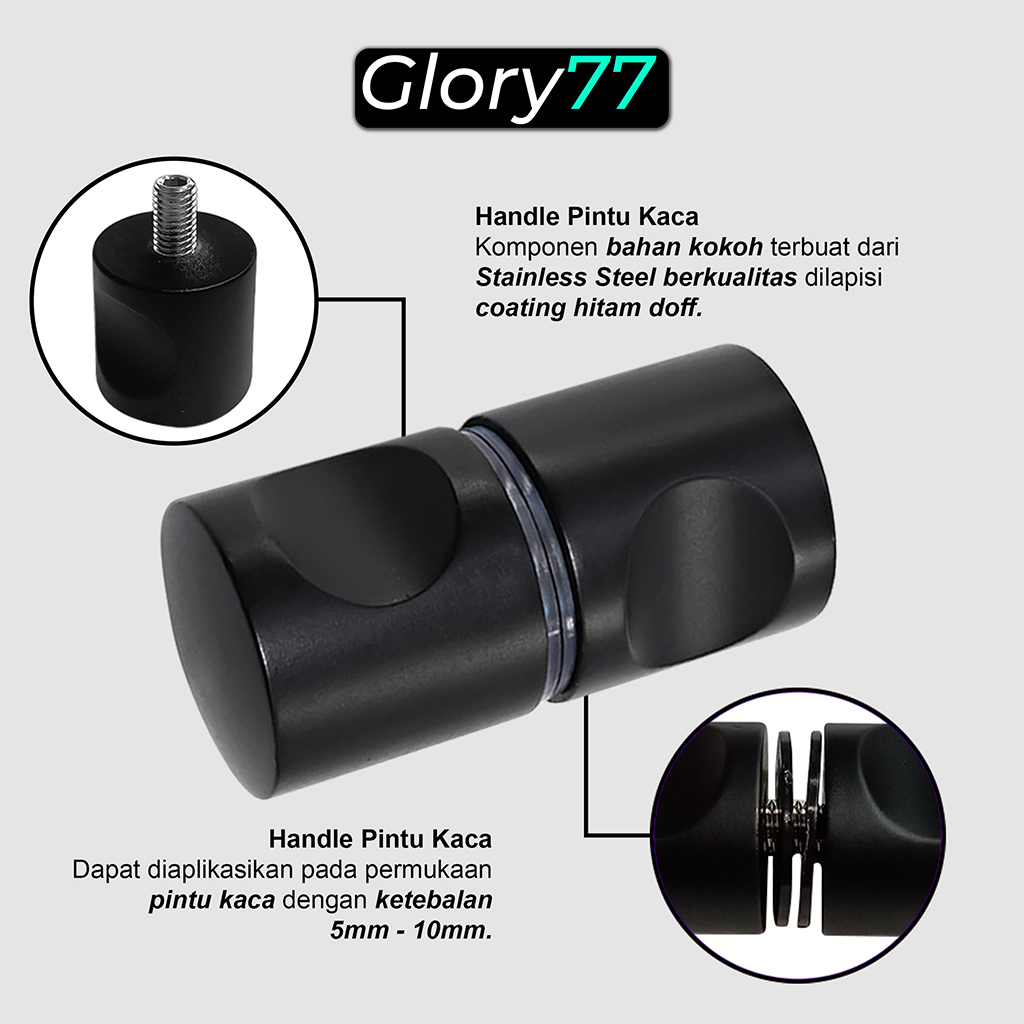 Glory77
Handle Pintu Kaca
Komponen bahan kokoh terbuat dari
Stainless Steel berkualitas dilapisi
coating hitam doff.
Handle Pintu Kaca
Dapat diaplikasikan pada permukaan
pintu kaca dengan ketebalan
5mm - 10mm.